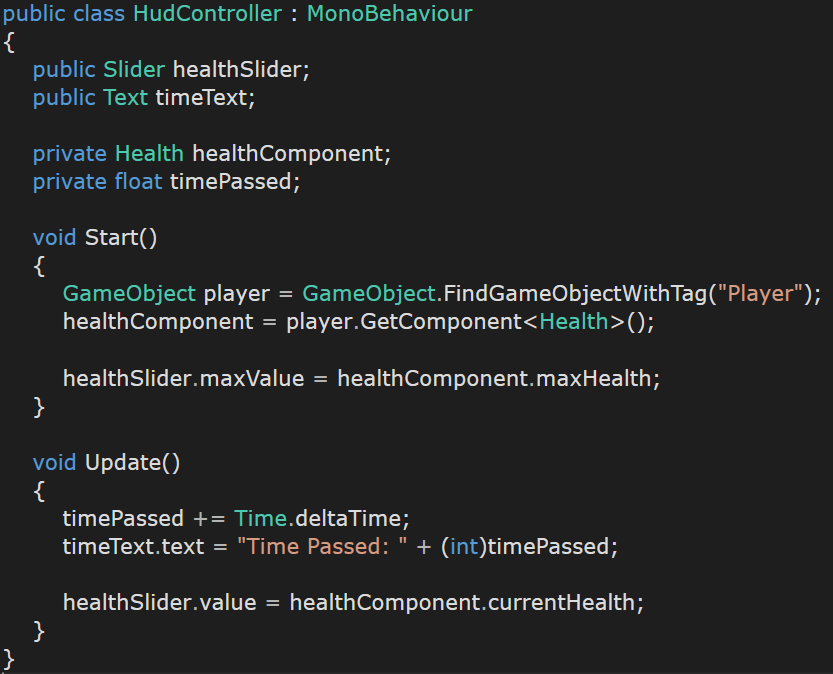 public class HudController : MonoBehaviour
{
public Slider healthSlider;
public Text timeText;
private Health healthComponent;
private float timePassed;
void Start()
{
GameObject player = GameObject.FindGameObjectWithTag("Player");
healthComponent = player.GetComponent<Health>();
healthSlider.maxValue = healthComponent.maxHealth;
}
void Update()
{
timePassed += Time.deltaTime;
timeText.text = "Time Passed: " + (int)timePassed;
healthSlider.value = healthComponent.currentHealth;
}
}